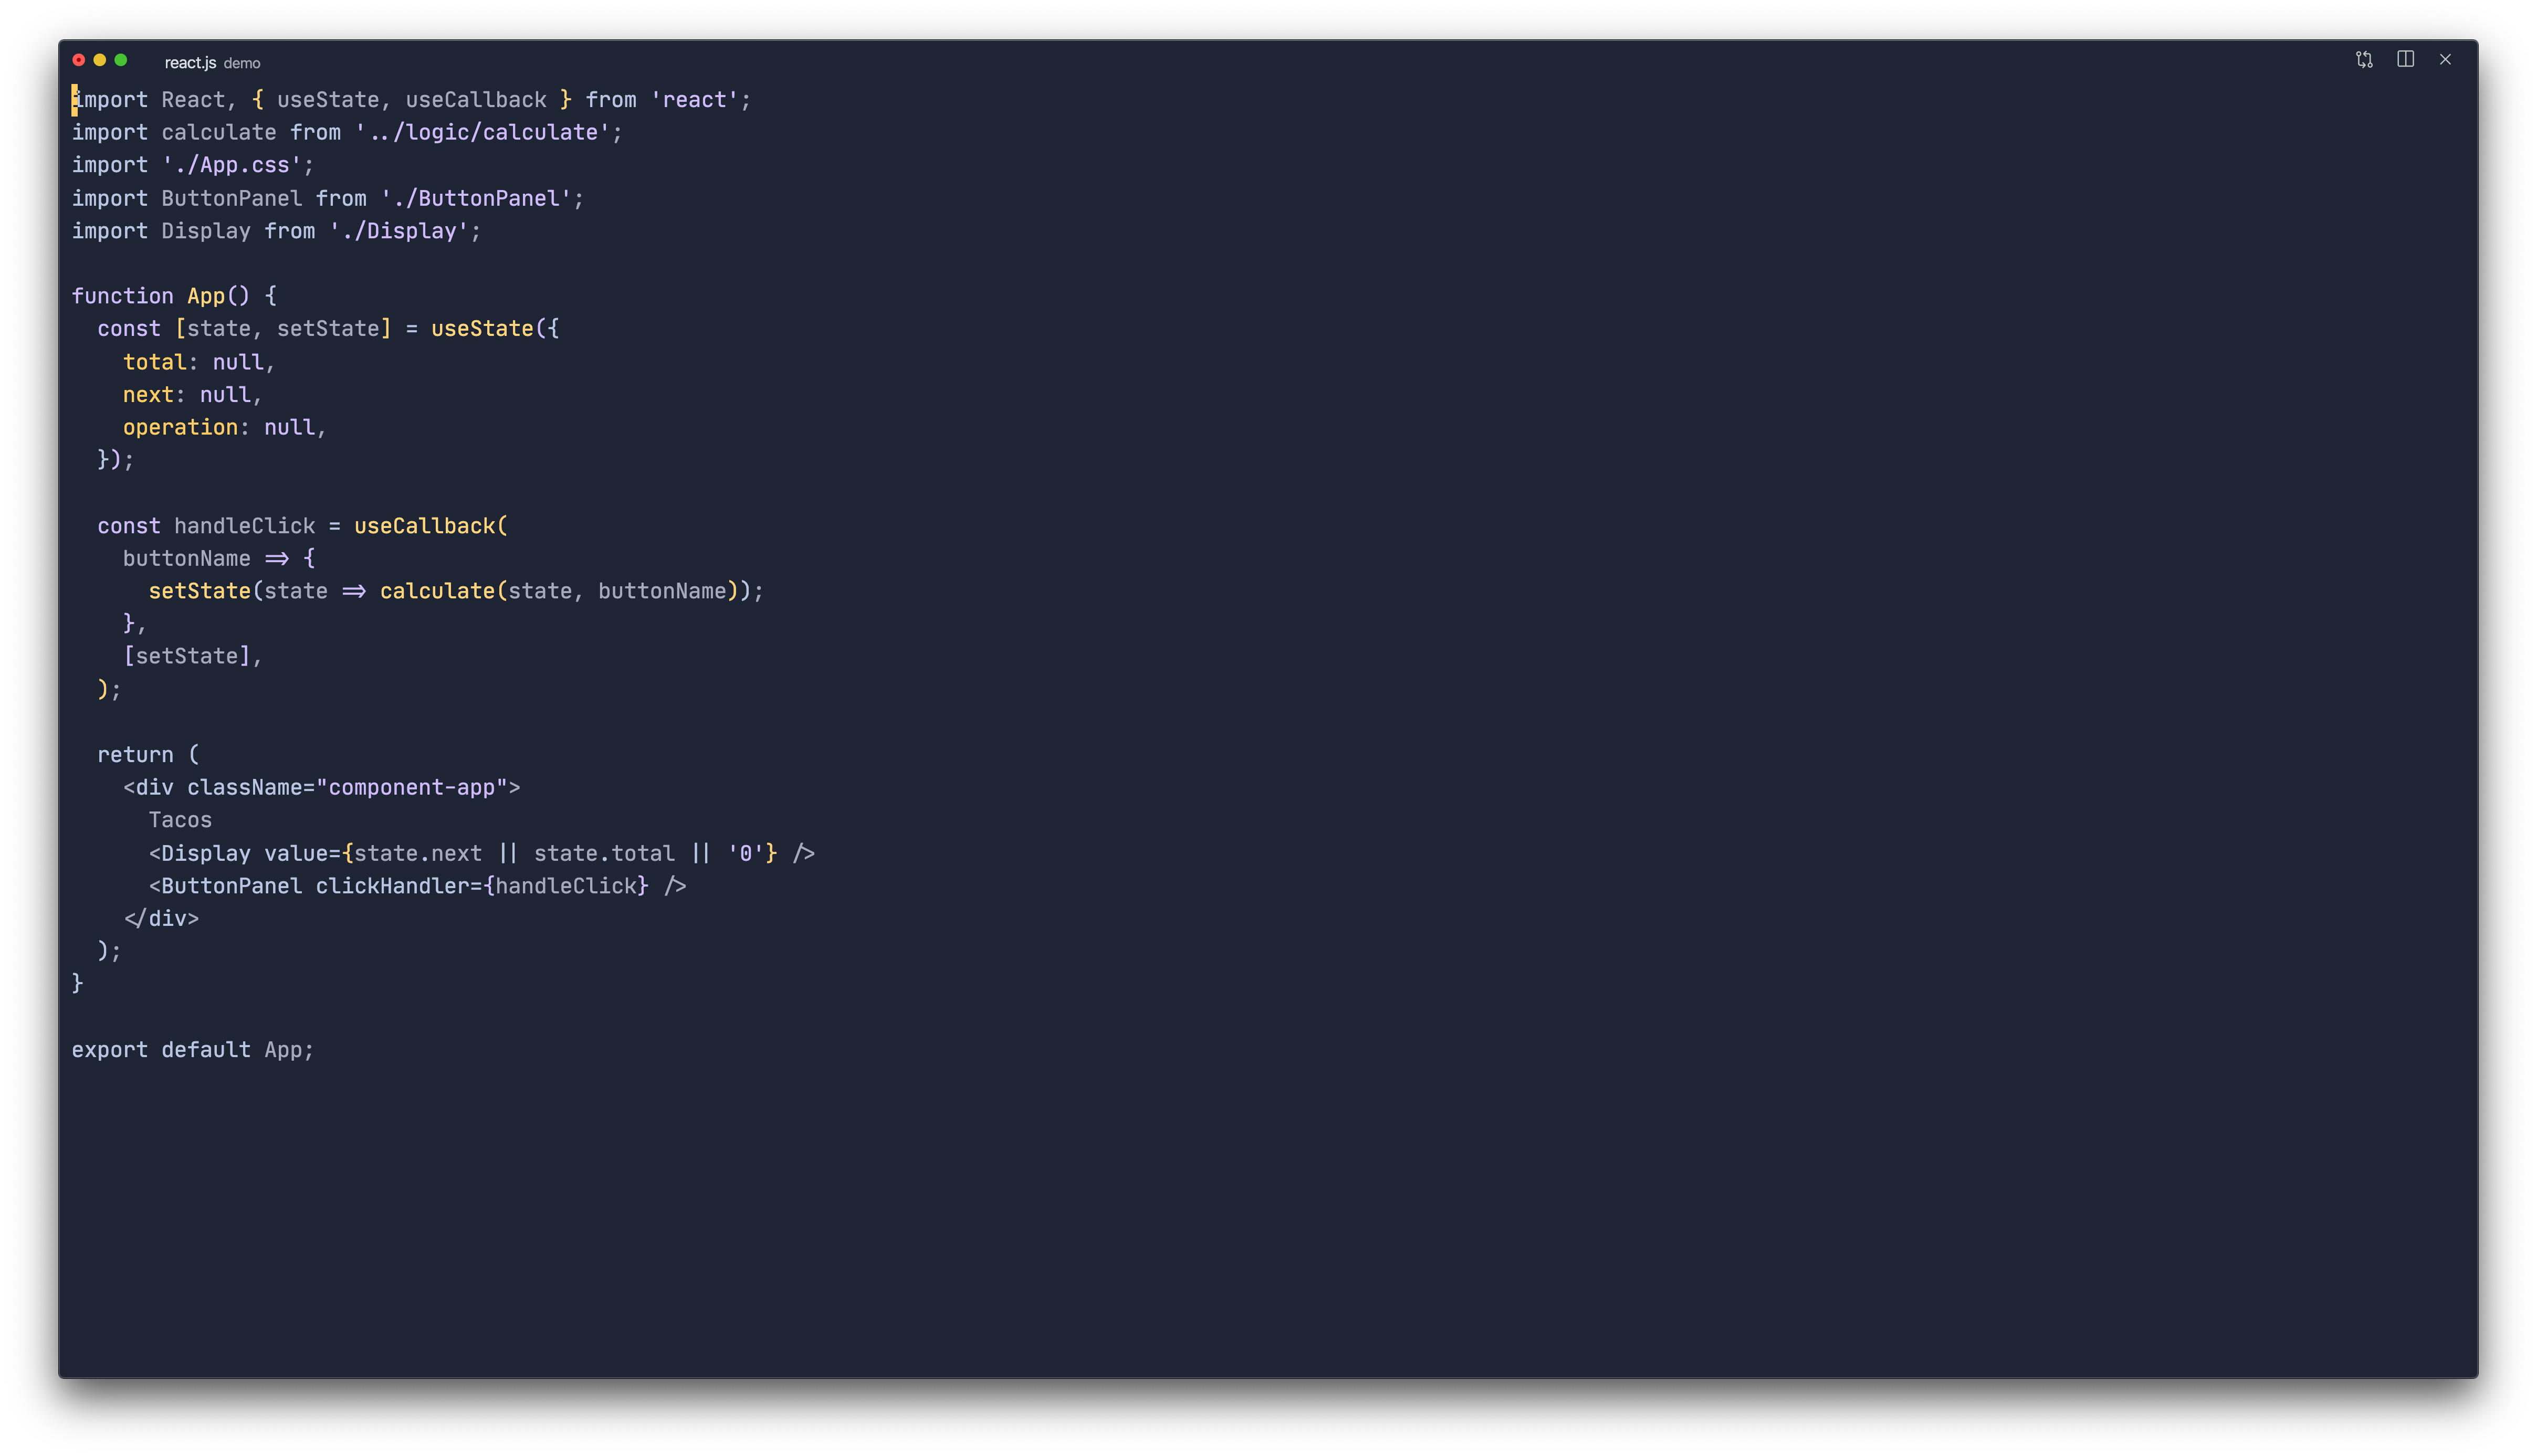 react.js demo
import React, { useState, useCallback } from 'react';
import calculate from '../logic/calculate';
import './App.css';
import ButtonPanel from './ButtonPanel';
import Display from './Display';

function App() {
  const [state, setState] = useState({
    total: null,
    next: null,
    operation: null,
  });

  const handleClick = useCallback(
    buttonName => {
      setState(state => calculate(state, buttonName));
    },
    [setState],
  );

  return (
    <div className="component-app">
      Tacos
      <Display value={state.next || state.total || '0'} />
      <ButtonPanel clickHandler={handleClick} />
    </div>
  );
}

export default App;